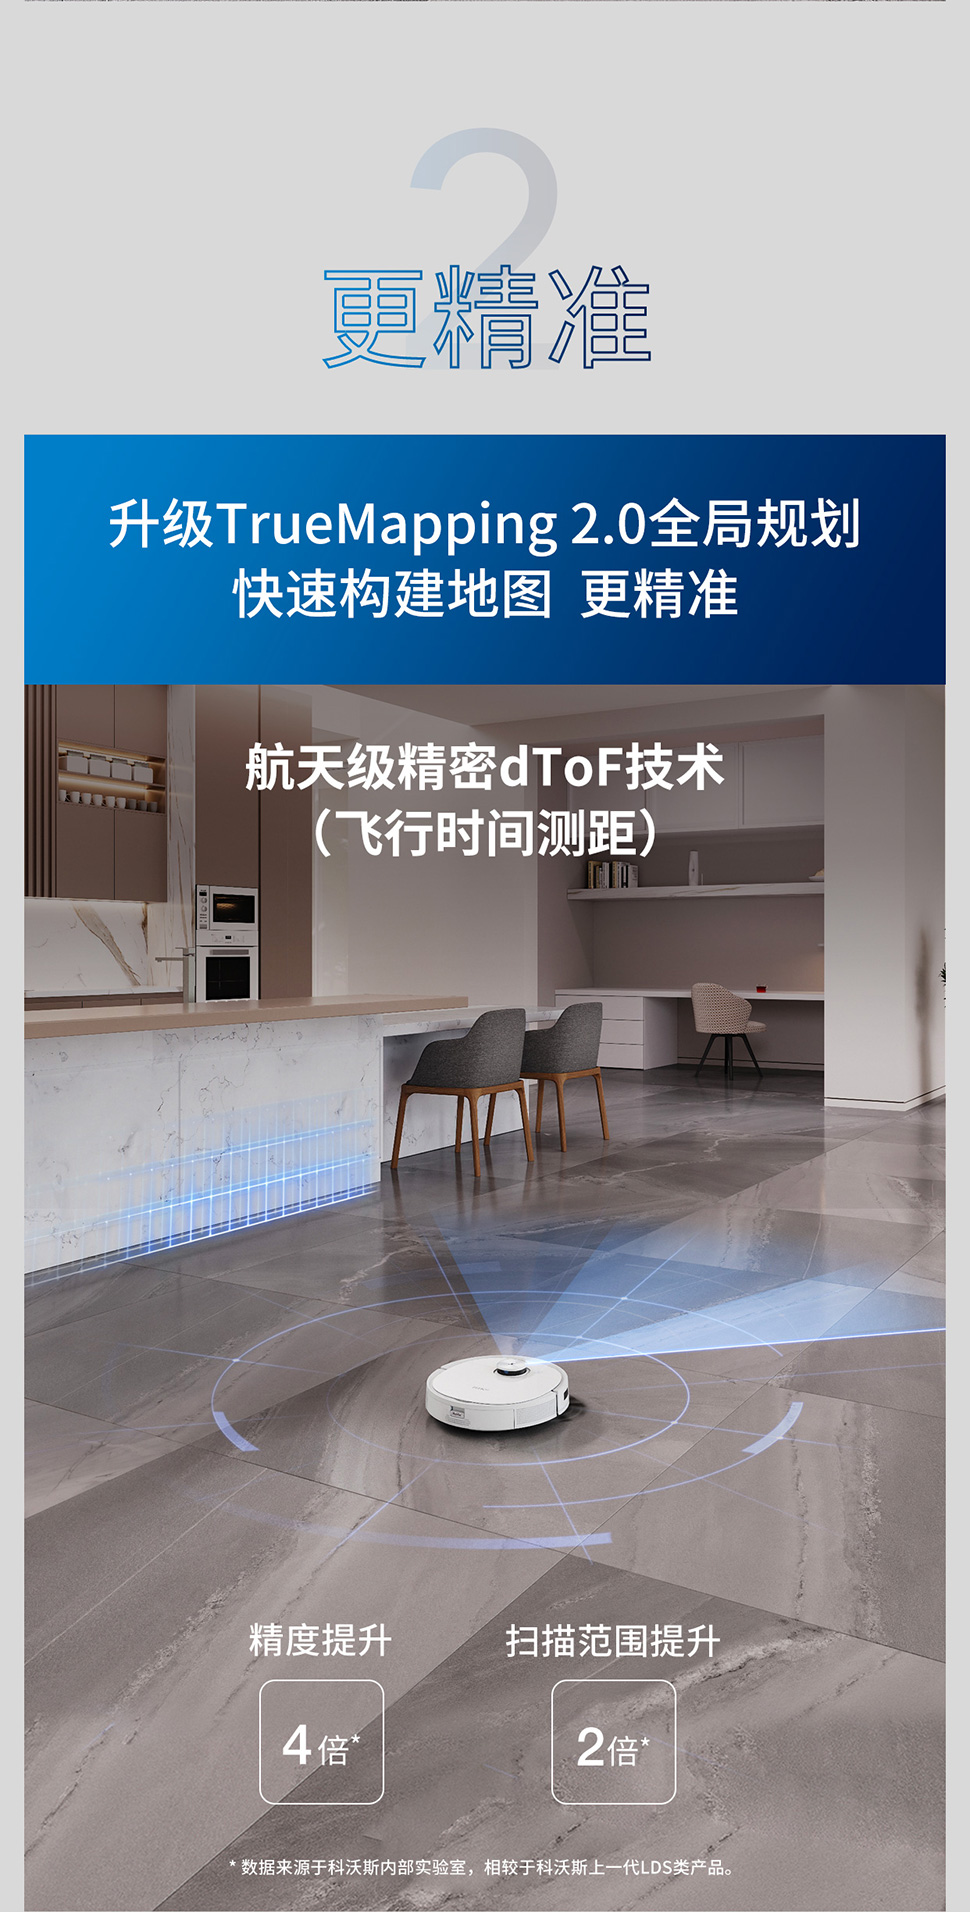 2
更精准
升级TrueMapping 2.0全局规划
快速构建地图 更精准
航天级精密dToF技术
（飞行时间测距）
精度提升
扫描范围提升
4倍*
2倍*
* 数据来源于科沃斯内部实验室，相较于科沃斯上一代LDS类产品。